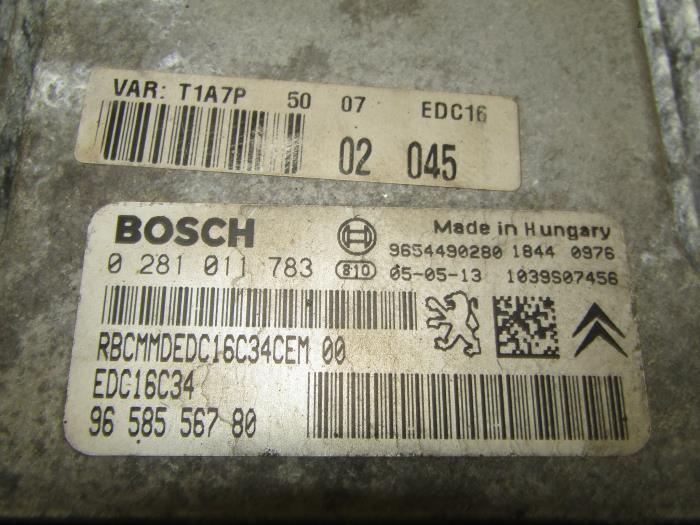 VAR: T1A7P 50 07 EDC16
02 045
BOSCH
Made in Hungary
9654490280 1844 0976
0 281 011 783 810 05-05-13 1039S07456
RBCMMDEDC16C34CEM 00
EDC16C34
96 585 567 80